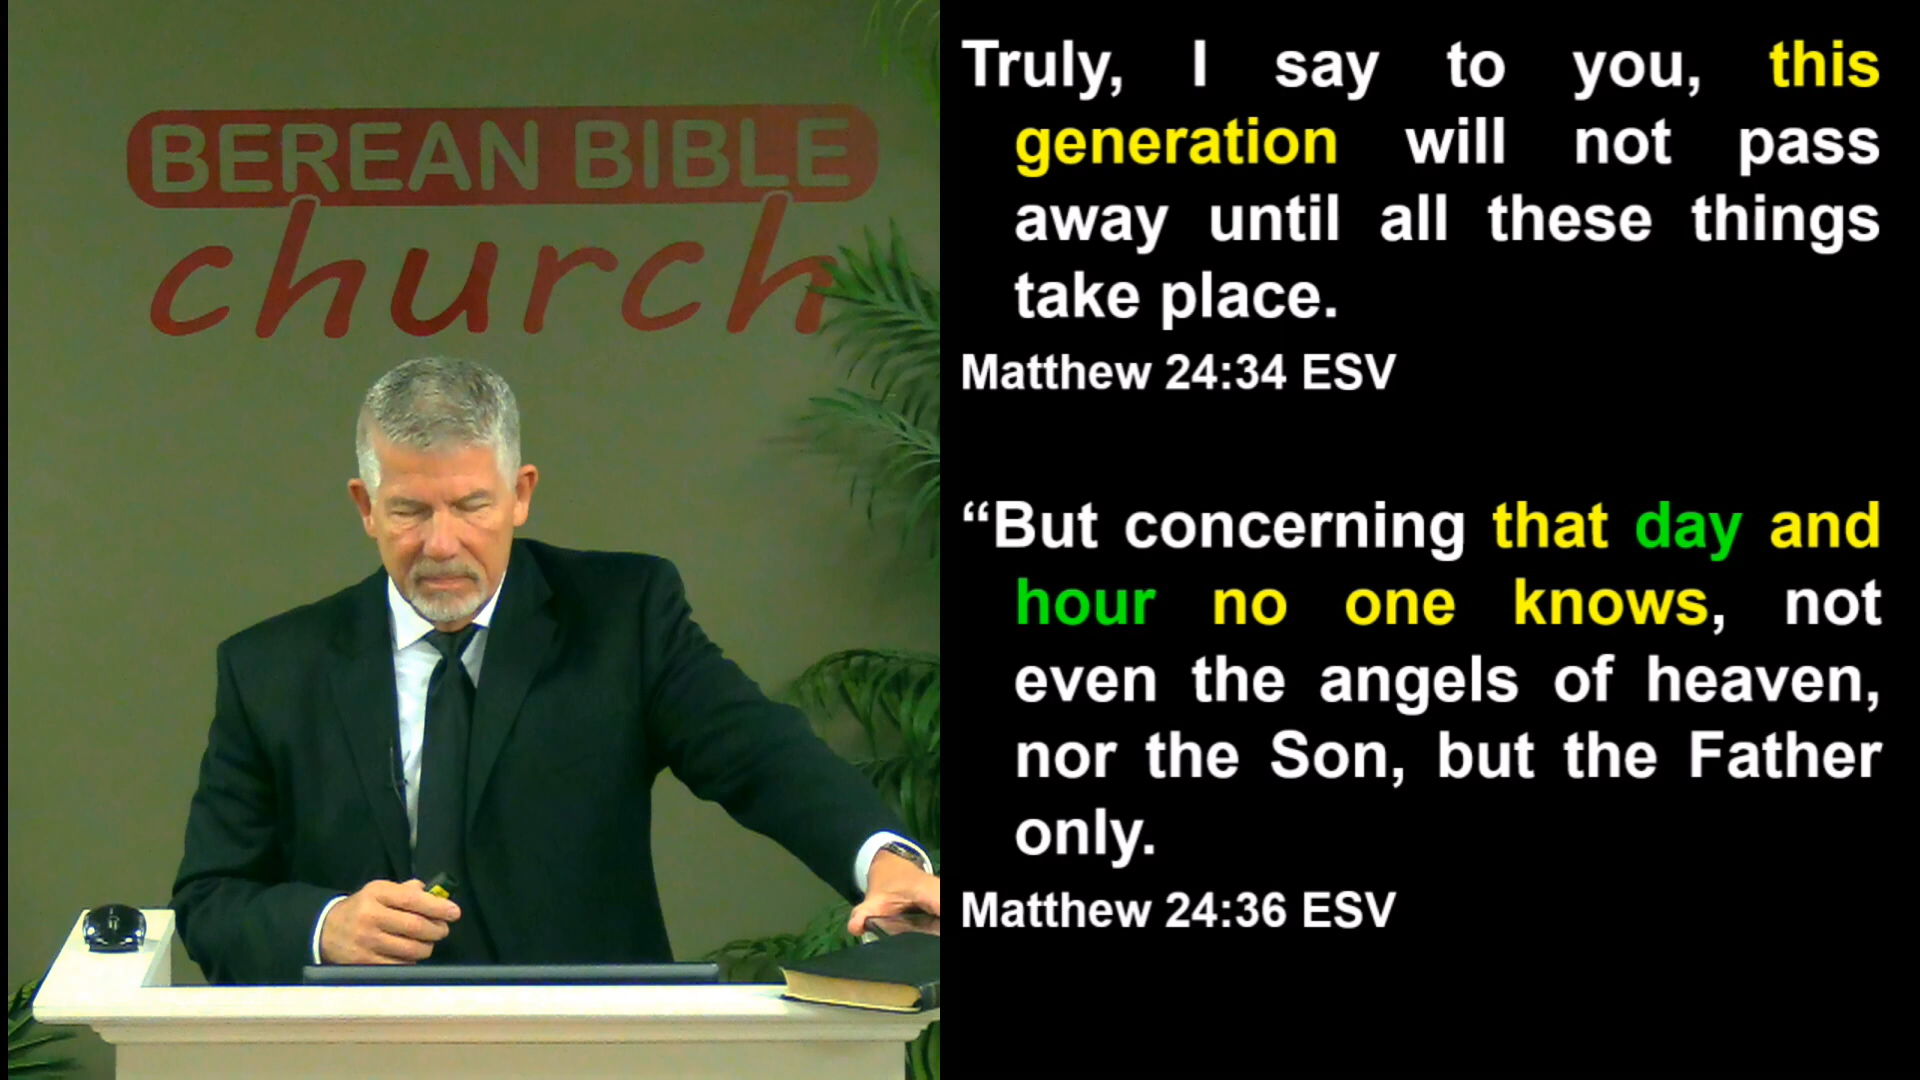 BEREAN BIBLE
church
Truly, I say to you, this
generation will not pass
away until all these things
take place.
Matthew 24:34 ESV
“But concerning that day and
hour no one knows, not
even the angels of heaven,
nor the Son, but the Father
only.
Matthew 24:36 ESV